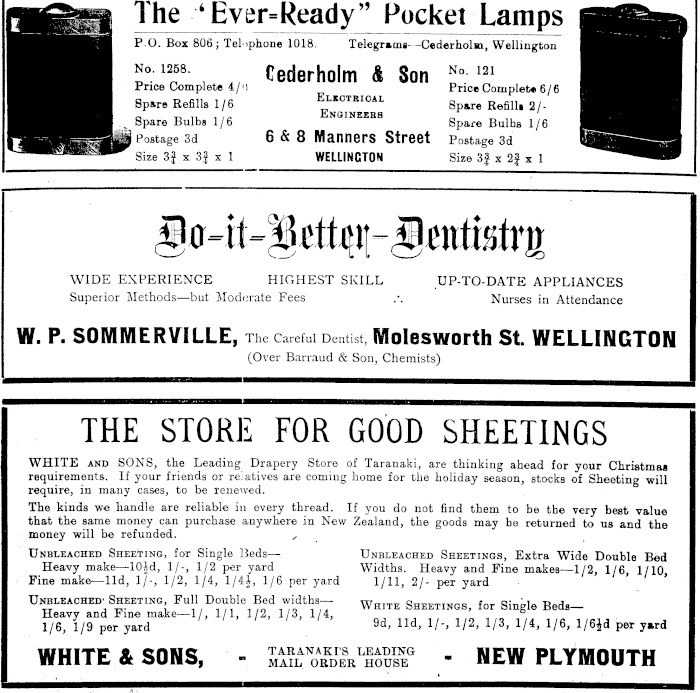 The "Ever-Ready" Pocket Lamps
P.O. Box 806; Telephone 1018. Telegrams—Cederholm, Wellington
No. 1258.
Price Complete 4/
Spare Refills 1/6
Spare Bulbs 1/6
Postage 3d
Size 3¾ x 3¾ x 1
Cederholm & Son
ELECTRICAL
ENGINEERS
6 & 8 Manners Street
WELLINGTON
No. 121
Price Complete 6/6
Spare Refills 2/-
Spare Bulbs 1/6
Postage 3d
Size 3¾ x 2¾ x 1
Do-it-Better-Dentistry
WIDE EXPERIENCE HIGHEST SKILL UP-TO-DATE APPLIANCES
Superior Methods—but Moderate Fees ∴ Nurses in Attendance
W. P. SOMMERVILLE, The Careful Dentist, Molesworth St. WELLINGTON
(Over Barraud & Son, Chemists)
THE STORE FOR GOOD SHEETINGS
WHITE AND SONS, the Leading Drapery Store of Taranaki, are thinking ahead for your Christmas
requirements. If your friends or relatives are coming home for the holiday season, stocks of Sheeting will
require, in many cases, to be renewed.
The kinds we handle are reliable in every thread. If you do not find them to be the very best value
that the same money can purchase anywhere in New Zealand, the goods may be returned to us and the
money will be refunded.
UNBLEACHED SHEETING, for Single Beds—
Heavy make—10½d, 1/-, 1/2 per yard
Fine make—11d, 1/-, 1/2, 1/4, 1/4½, 1/6 per yard
UNBLEACHED SHEETING, Full Double Bed widths—
Heavy and Fine make—1/, 1/1, 1/2, 1/3, 1/4,
1/6, 1/9 per yard
UNBLEACHED SHEETINGS, Extra Wide Double Bed
Widths. Heavy and Fine makes—1/2, 1/6, 1/10,
1/11, 2/- per yard
WHITE SHEETINGS, for Single Beds—
9d, 11d, 1/-, 1/2, 1/3, 1/4, 1/6, 1/6½d per yard
WHITE & SONS, - TARANAKI'S LEADING
MAIL ORDER HOUSE - NEW PLYMOUTH